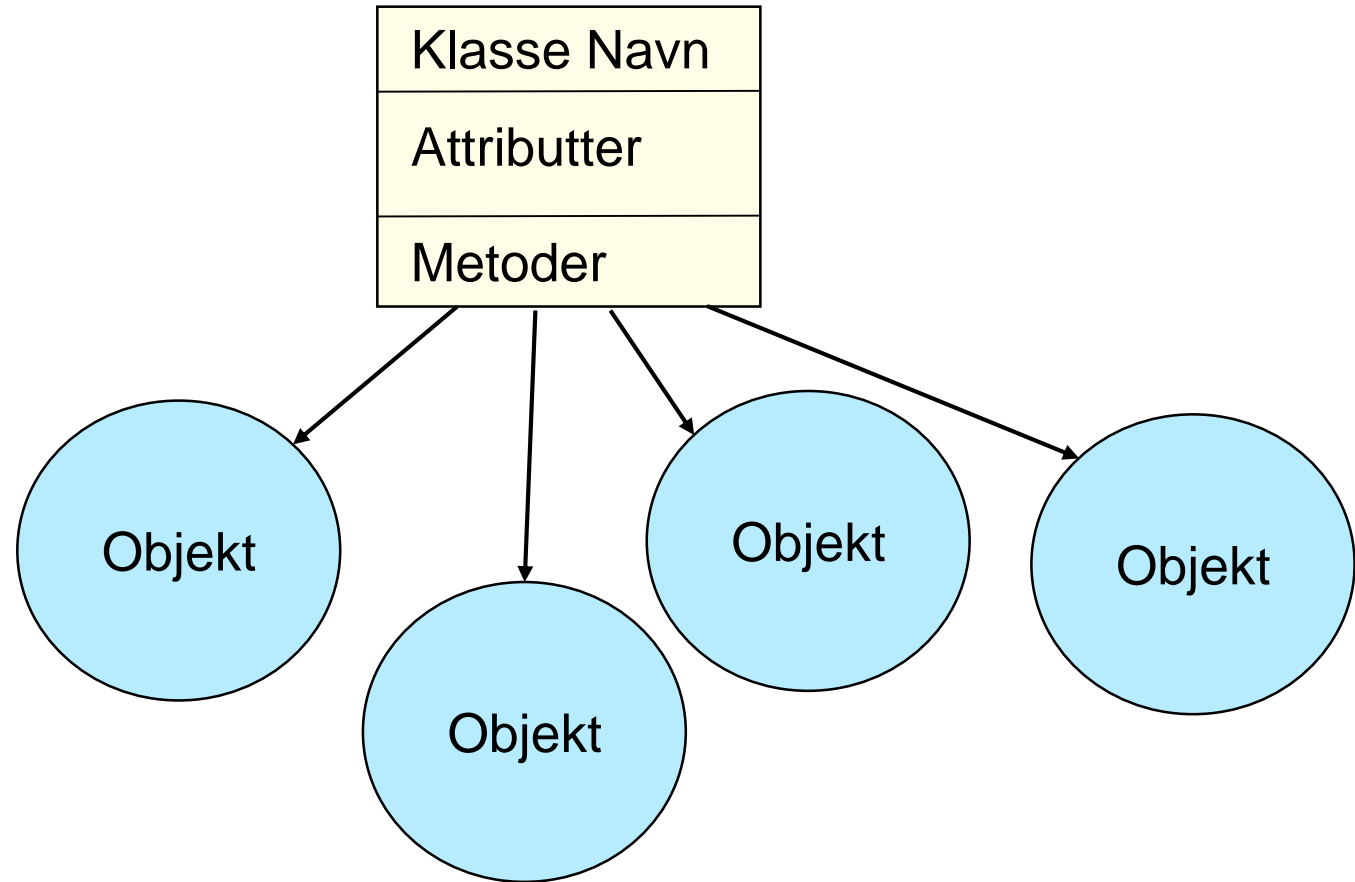 Klasse Navn
Attributter
Metoder
Objekt
Objekt
Objekt
Objekt